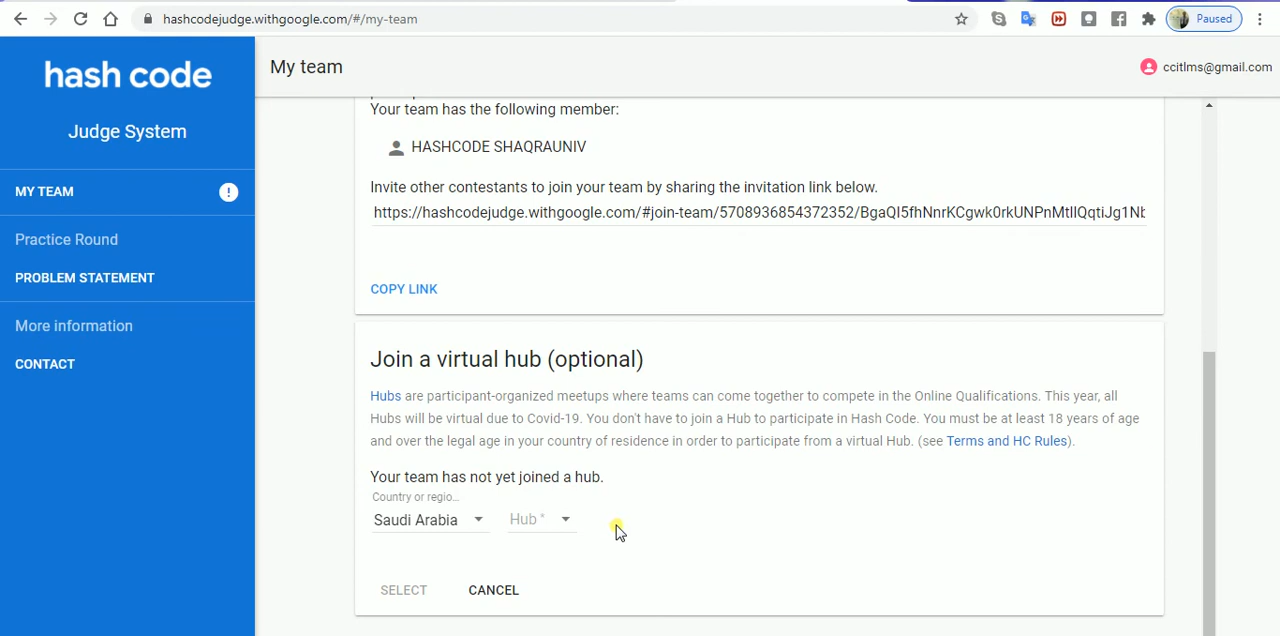 hashcodejudge.withgoogle.com/#/my-team
Paused
hash code
Judge System
MY TEAM
!
Practice Round
PROBLEM STATEMENT
More information
CONTACT
My team
ccitlms@gmail.com
Your team has the following member:
HASHCODE SHAQRAUNIV
Invite other contestants to join your team by sharing the invitation link below.
https://hashcodejudge.withgoogle.com/#join-team/5708936854372352/BgaQI5fhNnrKCgwk0rkUNPnMtIlQqtiJg1Nb
COPY LINK
Join a virtual hub (optional)
Hubs are participant-organized meetups where teams can come together to compete in the Online Qualifications. This year, all
Hubs will be virtual due to Covid-19. You don't have to join a Hub to participate in Hash Code. You must be at least 18 years of age
and over the legal age in your country of residence in order to participate from a virtual Hub. (see Terms and HC Rules).
Your team has not yet joined a hub.
Country or regio...
Saudi Arabia
Hub *
SELECT
CANCEL